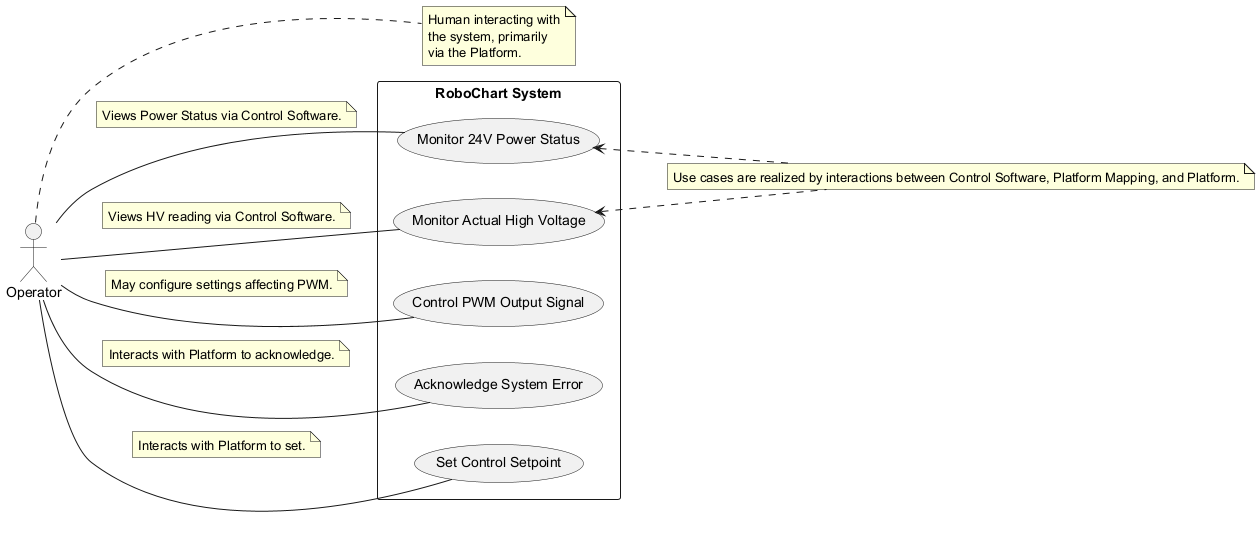 Human interacting with
the system, primarily
via the Platform.
RoboChart System
Views Power Status via Control Software.
Monitor 24V Power Status
Use cases are realized by interactions between Control Software, Platform Mapping, and Platform.
Views HV reading via Control Software.
Monitor Actual High Voltage
Operator
May configure settings affecting PWM.
Control PWM Output Signal
Interacts with Platform to acknowledge.
Acknowledge System Error
Interacts with Platform to set.
Set Control Setpoint